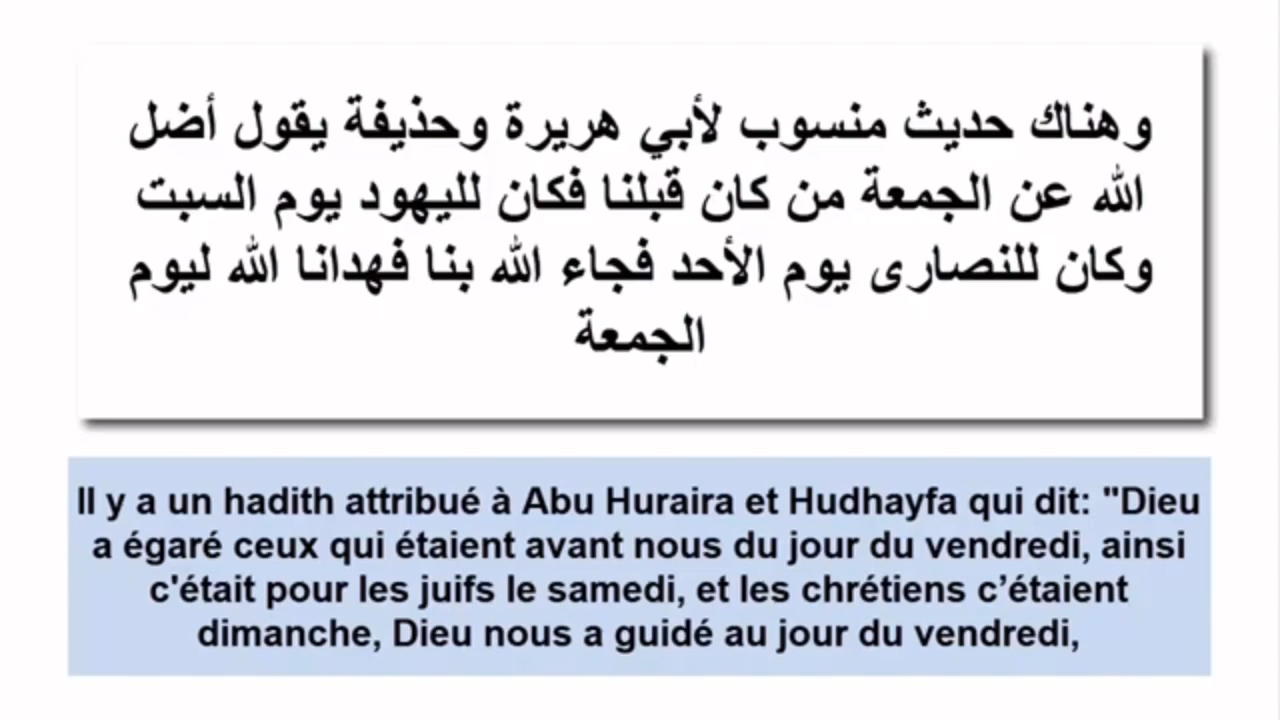 وهناك حديث منسوب لأبي هريرة وحذيفة يقول أضل
الله عن الجمعة من كان قبلنا فكان لليهود يوم السبت
وكان للنصارى يوم الأحد فجاء الله بنا فهدانا الله ليوم
الجمعة
Il y a un hadith attribué à Abu Huraira et Hudhayfa qui dit: "Dieu
a égaré ceux qui étaient avant nous du jour du vendredi, ainsi
c'était pour les juifs le samedi, et les chrétiens c’étaient
dimanche, Dieu nous a guidé au jour du vendredi,